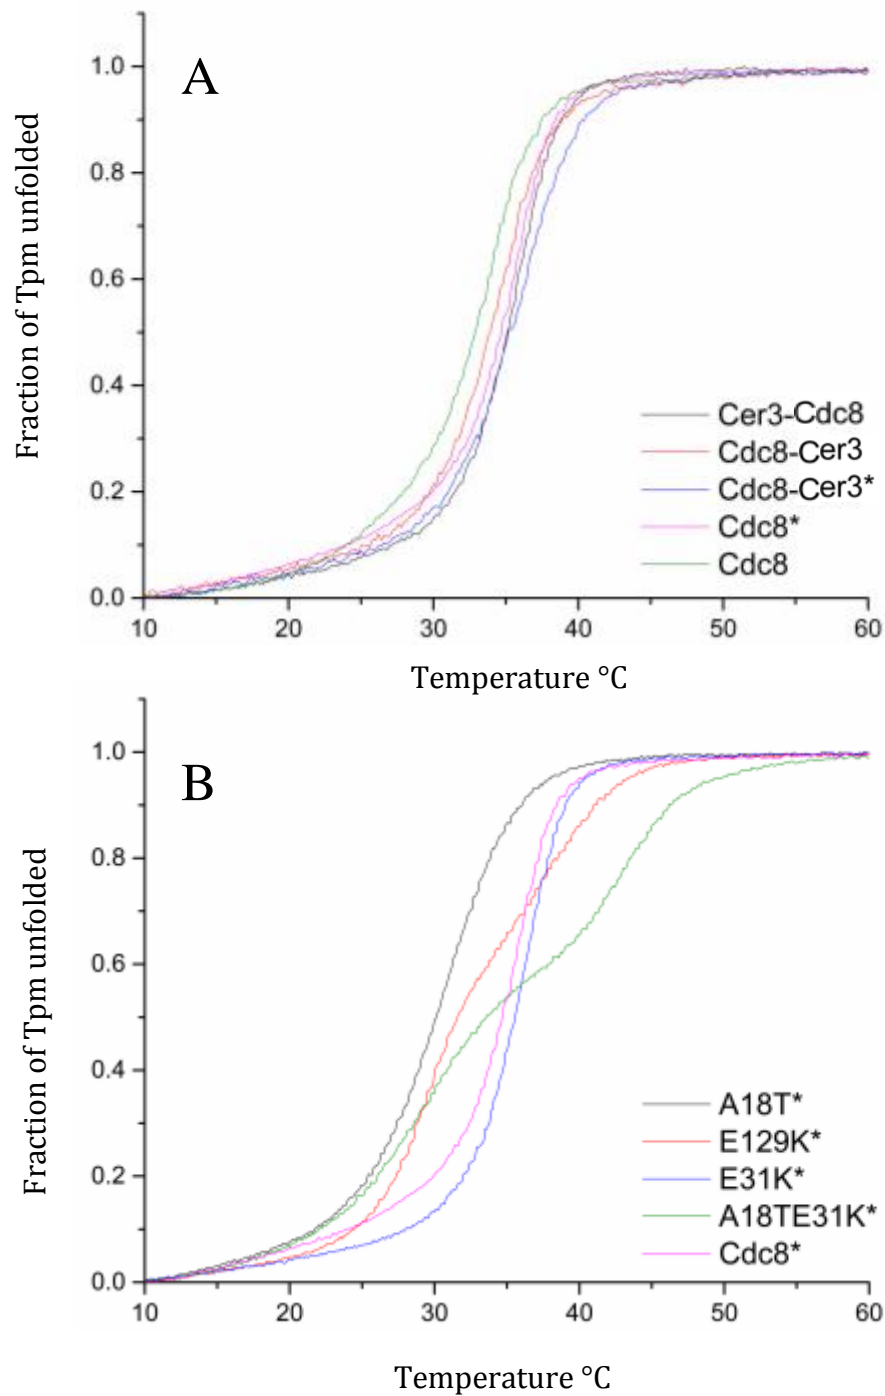 A
Fraction of Tpm unfolded
1.0
0.8
0.6
0.4
0.2
0.0
Cer3-Cdc8
Cdc8-Cer3
Cdc8-Cer3*
Cdc8*
Cdc8
10 20 30 40 50 60
Temperature °C
B
Fraction of Tpm unfolded
1.0
0.8
0.6
0.4
0.2
0.0
A18T*
E129K*
E31K*
A18TE31K*
Cdc8*
10 20 30 40 50 60
Temperature °C